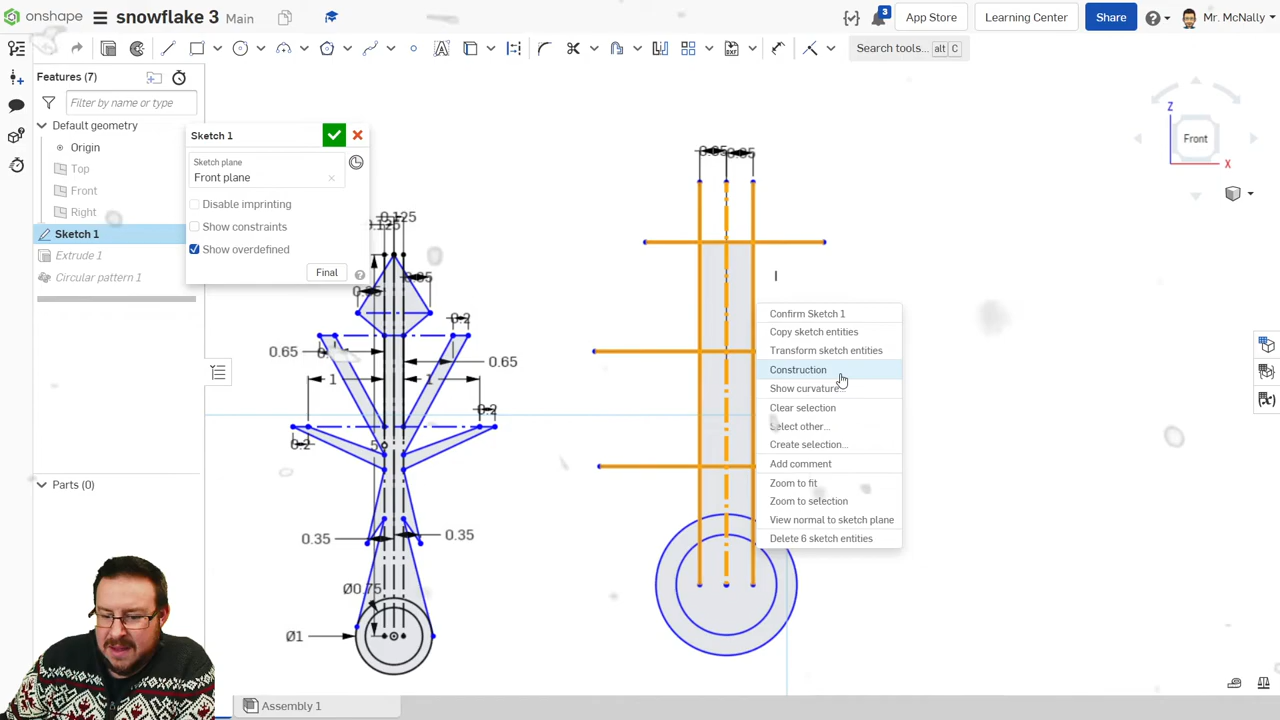 onshape
snowflake 3
Main
3
App Store
Learning Center
Share
Mr. McNally
A
DXF
Search tools...
alt
C
Features (7)
Filter by name or type
Default geometry
Origin
Top
Front
Right
Sketch 1
Extrude 1
Circular pattern 1
Sketch 1
Sketch plane
Front plane
Disable imprinting
Show constraints
Show overdefined
Final
Z
Front
X
0.125
0.2
0.65
0.65
1
1
0.2
0.2
5
0.35
0.35
Ø0.75
Ø1
Confirm Sketch 1
Copy sketch entities
Transform sketch entities
Construction
Show curvature...
Clear selection
Select other...
Create selection...
Add comment
Zoom to fit
Zoom to selection
View normal to sketch plane
Delete 6 sketch entities
Parts (0)
Assembly 1